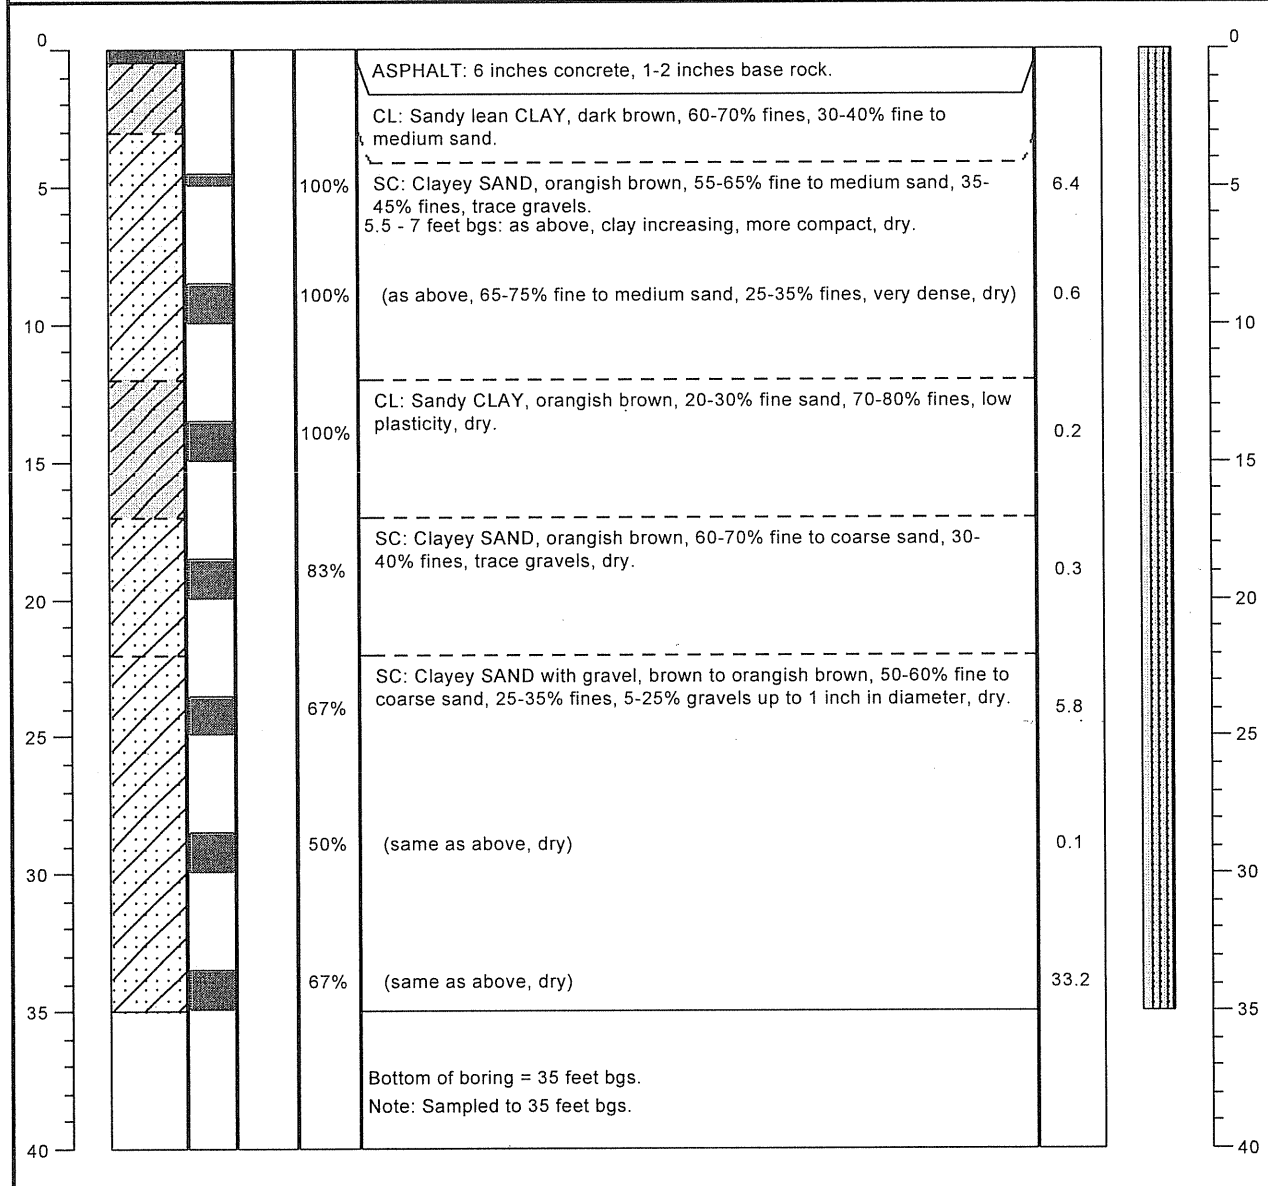 0
0
ASPHALT: 6 inches concrete, 1-2 inches base rock.
CL: Sandy lean CLAY, dark brown, 60-70% fines, 30-40% fine to
medium sand.
5
100%
SC: Clayey SAND, orangish brown, 55-65% fine to medium sand, 35-
45% fines, trace gravels.
6.4
5
5.5 - 7 feet bgs: as above, clay increasing, more compact, dry.
100%
(as above, 65-75% fine to medium sand, 25-35% fines, very dense, dry)
0.6
10
10
CL: Sandy CLAY, orangish brown, 20-30% fine sand, 70-80% fines, low
plasticity, dry.
100%
0.2
15
15
SC: Clayey SAND, orangish brown, 60-70% fine to coarse sand, 30-
40% fines, trace gravels, dry.
83%
0.3
20
20
SC: Clayey SAND with gravel, brown to orangish brown, 50-60% fine to
coarse sand, 25-35% fines, 5-25% gravels up to 1 inch in diameter, dry.
67%
5.8
25
25
50%
(same as above, dry)
0.1
30
30
67%
(same as above, dry)
33.2
35
35
Bottom of boring = 35 feet bgs.
Note: Sampled to 35 feet bgs.
40
40